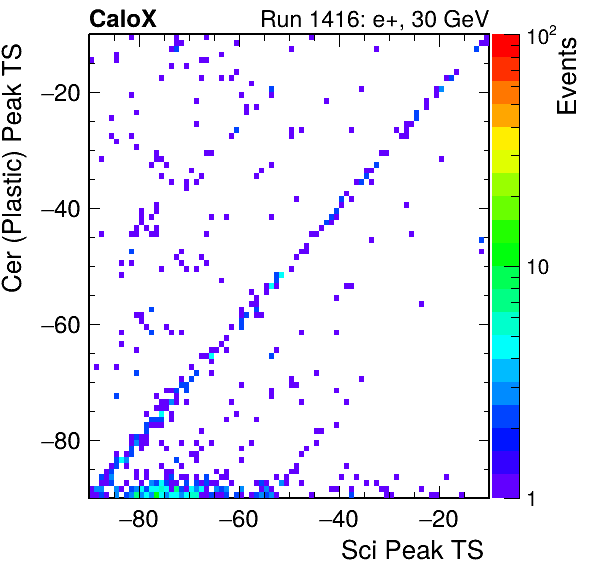 CaloX Run 1416: e+, 30 GeV
Cer (Plastic) Peak TS
−20
−40
−60
−80
−80 −60 −40 −20
Sci Peak TS
10²
10
1
Events